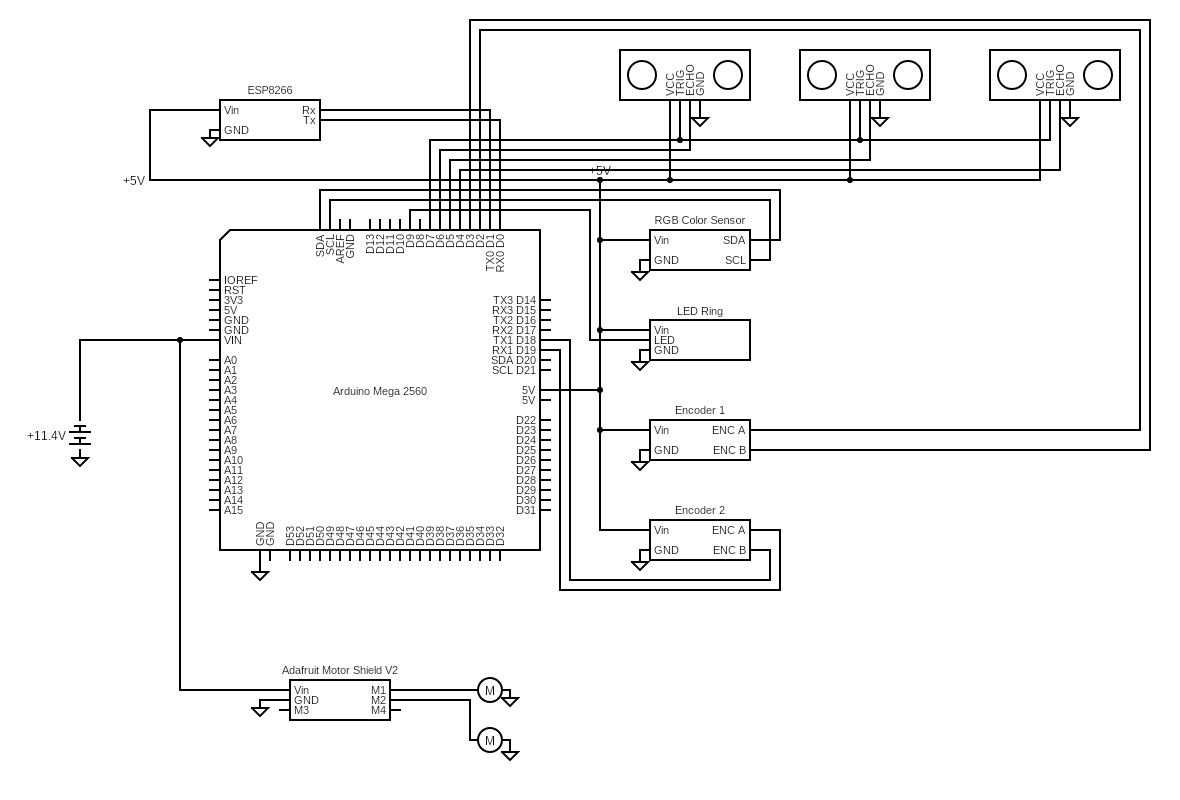 ESP8266
Vin Rx
Tx
GND
VCC TRIG ECHO GND
VCC TRIG ECHO GND
VCC TRIG ECHO GND
+5V
+5V
SDA SCL AREF GND D13 D12 D11 D10 D9 D8 D7 D6 D5 D4 D3 D2 TX0 D1 RX0 D0
IOREF
RST
3V3
5V
GND
GND
VIN
A0
A1
A2
A3
A4
A5
A6
A7
A8
A9
A10
A11
A12
A13
A14
A15
Arduino Mega 2560
TX3 D14
RX3 D15
TX2 D16
RX2 D17
TX1 D18
RX1 D19
SDA D20
SCL D21
5V
5V
D22
D23
D24
D25
D26
D27
D28
D29
D30
D31
GND GND D53 D52 D51 D50 D49 D48 D47 D46 D45 D44 D43 D42 D41 D40 D39 D38 D37 D36 D35 D34 D33 D32
+11.4V
RGB Color Sensor
Vin SDA
GND SCL
LED Ring
Vin
LED
GND
Encoder 1
Vin ENC A
GND ENC B
Encoder 2
Vin ENC A
GND ENC B
Adafruit Motor Shield V2
Vin M1
GND M2
M3 M4
M
M